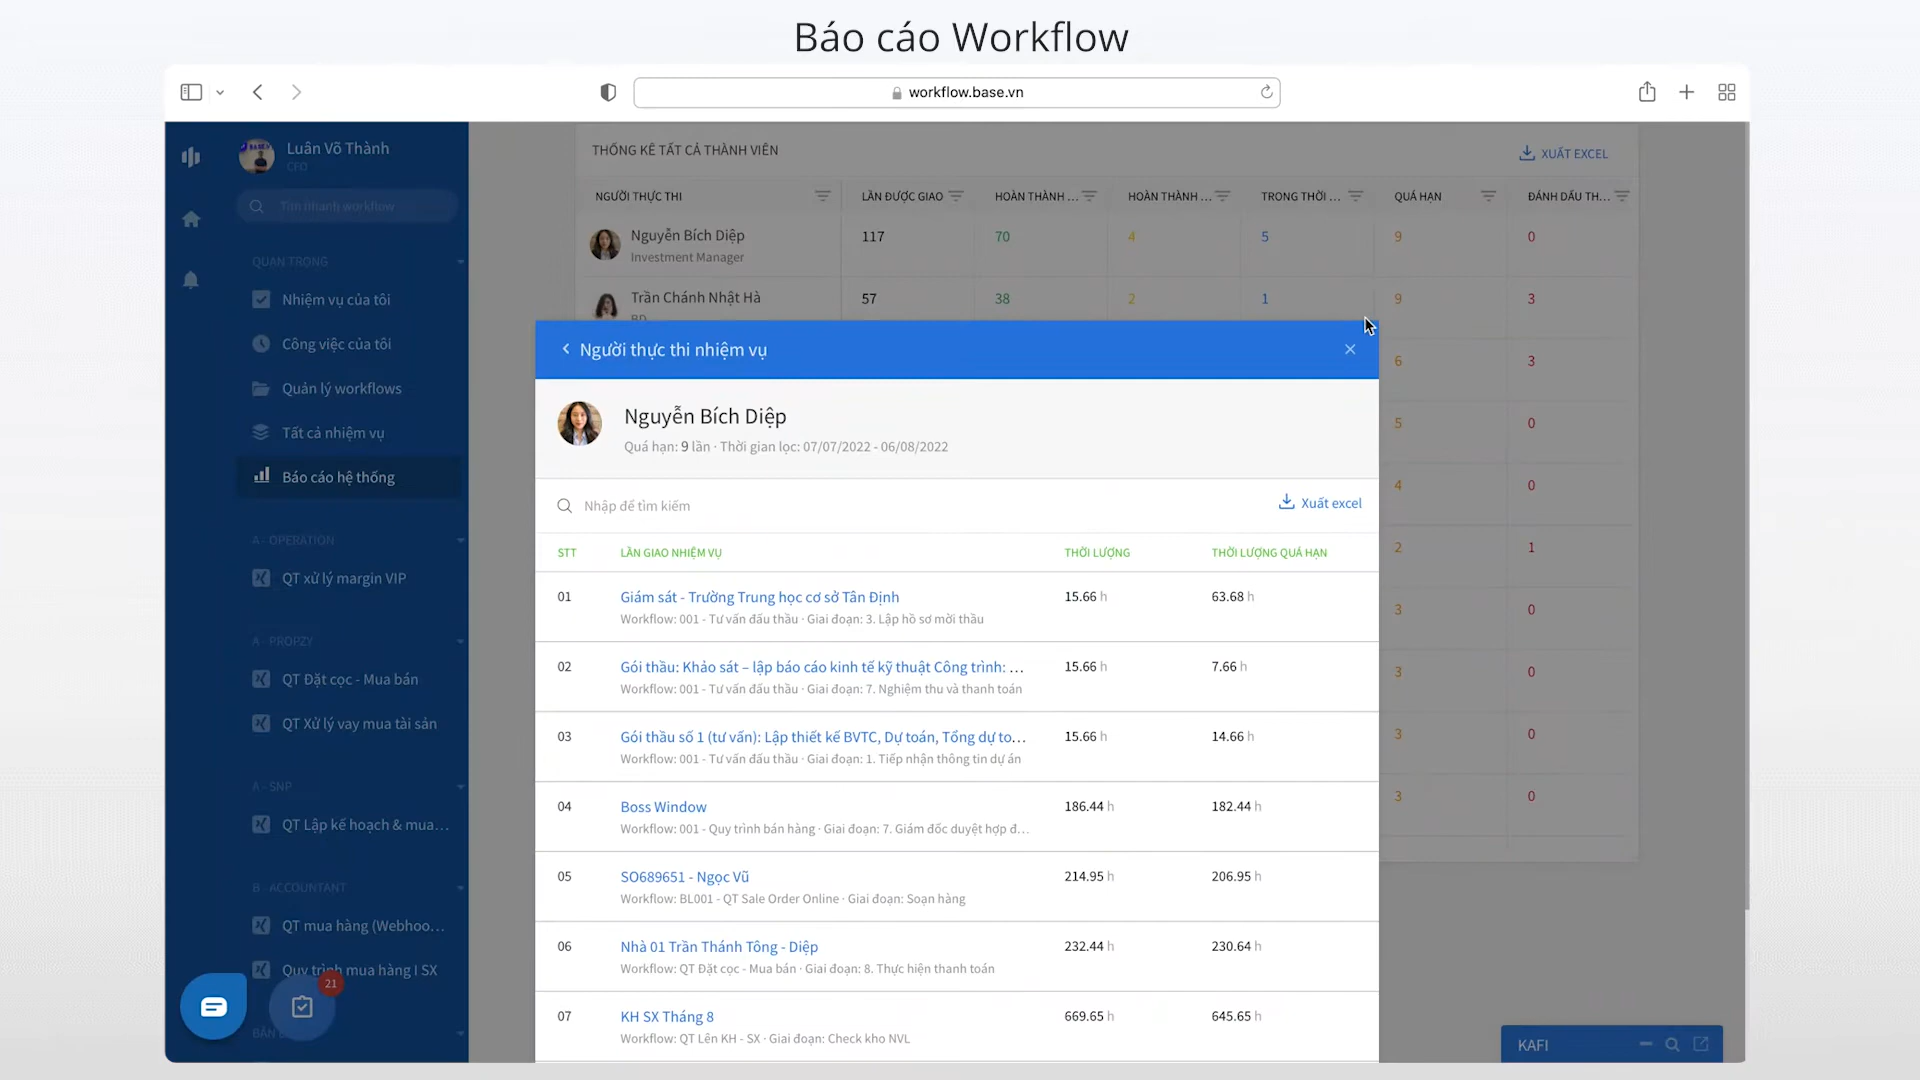 Báo cáo Workflow
workflow.base.vn
Luân Võ Thành
CFO
Tìm nhanh workflow
QUAN TRỌNG
Nhiệm vụ của tôi
Công việc của tôi
Quản lý workflows
Tất cả nhiệm vụ
Báo cáo hệ thống
A - OPERATION
QT xử lý margin VIP
A - PROPZY
QT Đặt cọc - Mua bán
QT Xử lý vay mua tài sản
A - SNP
QT Lập kế hoạch & mua...
B - ACCOUNTANT
QT mua hàng (Webhoo...
Quy trình mua hàng I SX
21
THỐNG KÊ TẤT CẢ THÀNH VIÊN
XUẤT EXCEL
NGƯỜI THỰC THI LẦN ĐƯỢC GIAO HOÀN THÀNH ... HOÀN THÀNH ... TRONG THỜI ... QUÁ HẠN ĐÁNH DẤU TH...
Nguyễn Bích Diệp 117 70 4 5 9 0
Investment Manager
Trần Chánh Nhật Hà 57 38 2 1 9 3
BD
6 3
5 0
4 0
2 1
3 0
3 0
3 0
3 0
Người thực thi nhiệm vụ
Nguyễn Bích Diệp
Quá hạn: 9 lần · Thời gian lọc: 07/07/2022 - 06/08/2022
Nhập để tìm kiếm
Xuất excel
STT LẦN GIAO NHIỆM VỤ THỜI LƯỢNG THỜI LƯỢNG QUÁ HẠN
01 Giám sát - Trường Trung học cơ sở Tân Định 15.66 h 63.68 h
Workflow: 001 - Tư vấn đấu thầu · Giai đoạn: 3. Lập hồ sơ mời thầu
02 Gói thầu: Khảo sát – lập báo cáo kinh tế kỹ thuật Công trình: ... 15.66 h 7.66 h
Workflow: 001 - Tư vấn đấu thầu · Giai đoạn: 7. Nghiệm thu và thanh toán
03 Gói thầu số 1 (tư vấn): Lập thiết kế BVTC, Dự toán, Tổng dự to... 15.66 h 14.66 h
Workflow: 001 - Tư vấn đấu thầu · Giai đoạn: 1. Tiếp nhận thông tin dự án
04 Boss Window 186.44 h 182.44 h
Workflow: 001 - Quy trình bán hàng · Giai đoạn: 7. Giám đốc duyệt hợp đ...
05 SO689651 - Ngọc Vũ 214.95 h 206.95 h
Workflow: BL001 - QT Sale Order Online · Giai đoạn: Soạn hàng
06 Nhà 01 Trần Thánh Tông - Diệp 232.44 h 230.64 h
Workflow: QT Đặt cọc - Mua bán · Giai đoạn: 8. Thực hiện thanh toán
07 KH SX Tháng 8 669.65 h 645.65 h
Workflow: QT Lên KH - SX · Giai đoạn: Check kho NVL
KAFI